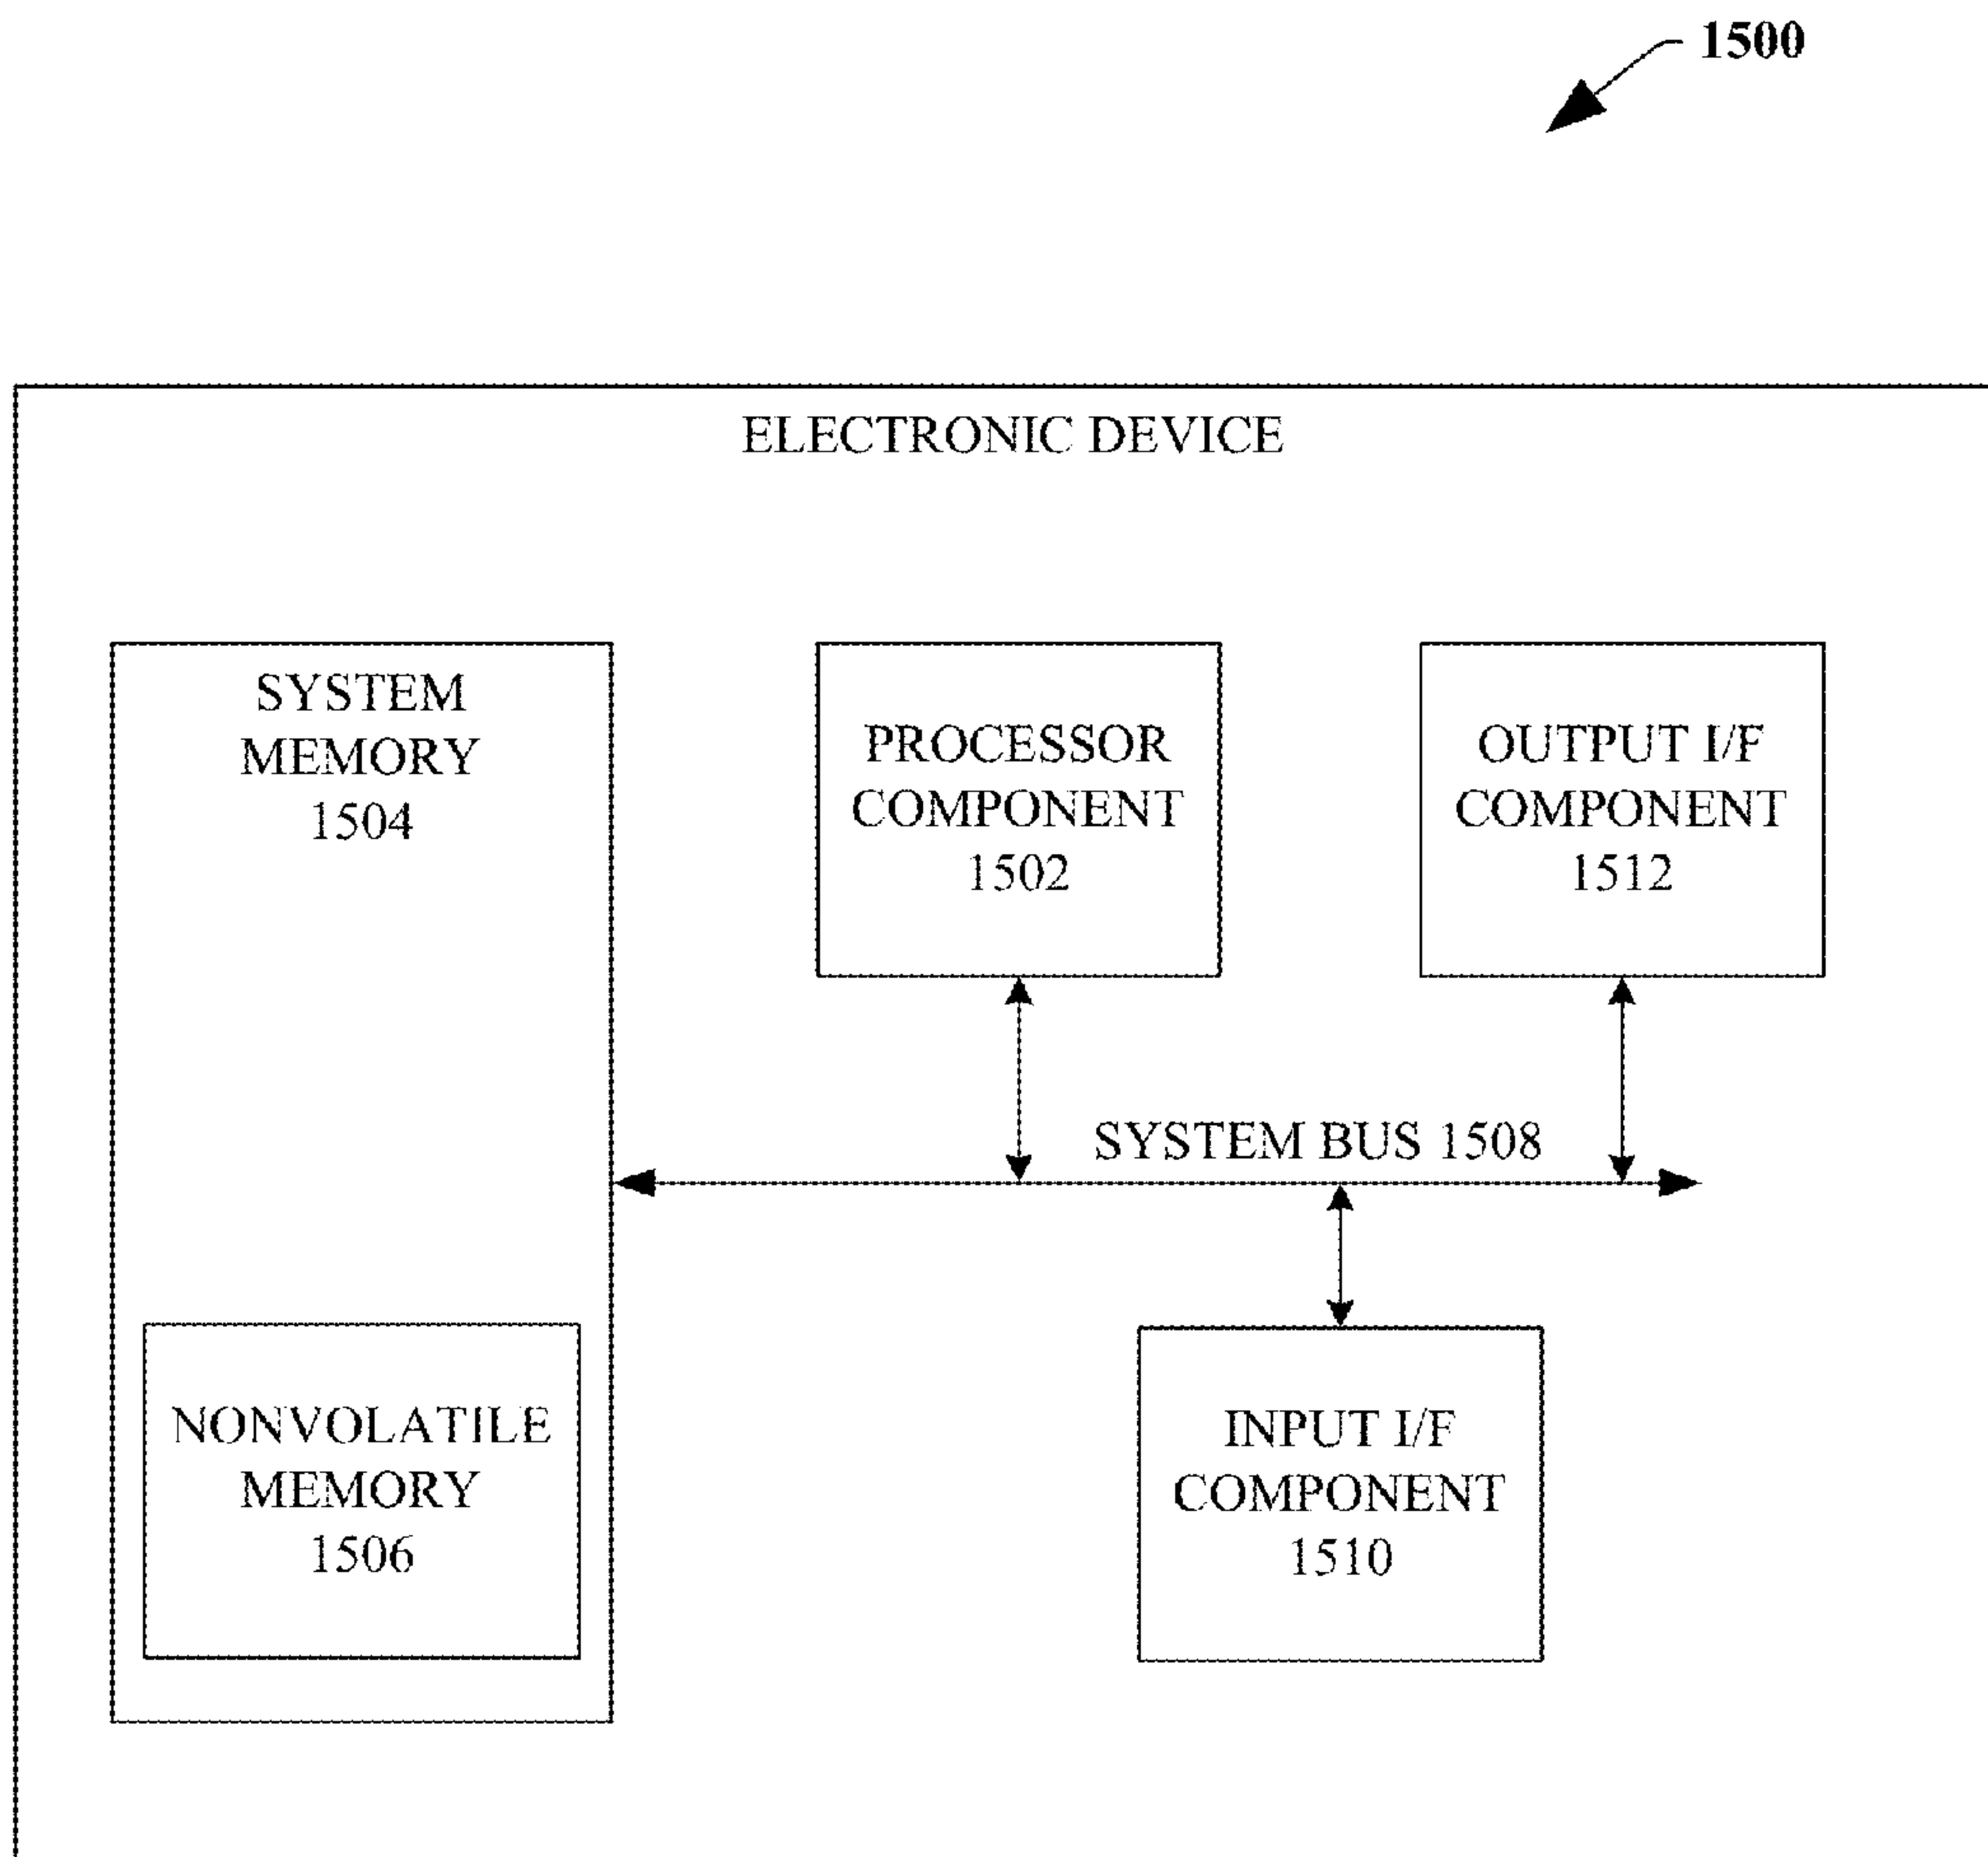 1500
ELECTRONIC DEVICE
SYSTEM
MEMORY
1504
PROCESSOR
COMPONENT
1502
OUTPUT I/F
COMPONENT
1512
SYSTEM BUS 1508
NONVOLATILE
MEMORY
1506
INPUT I/F
COMPONENT
1510